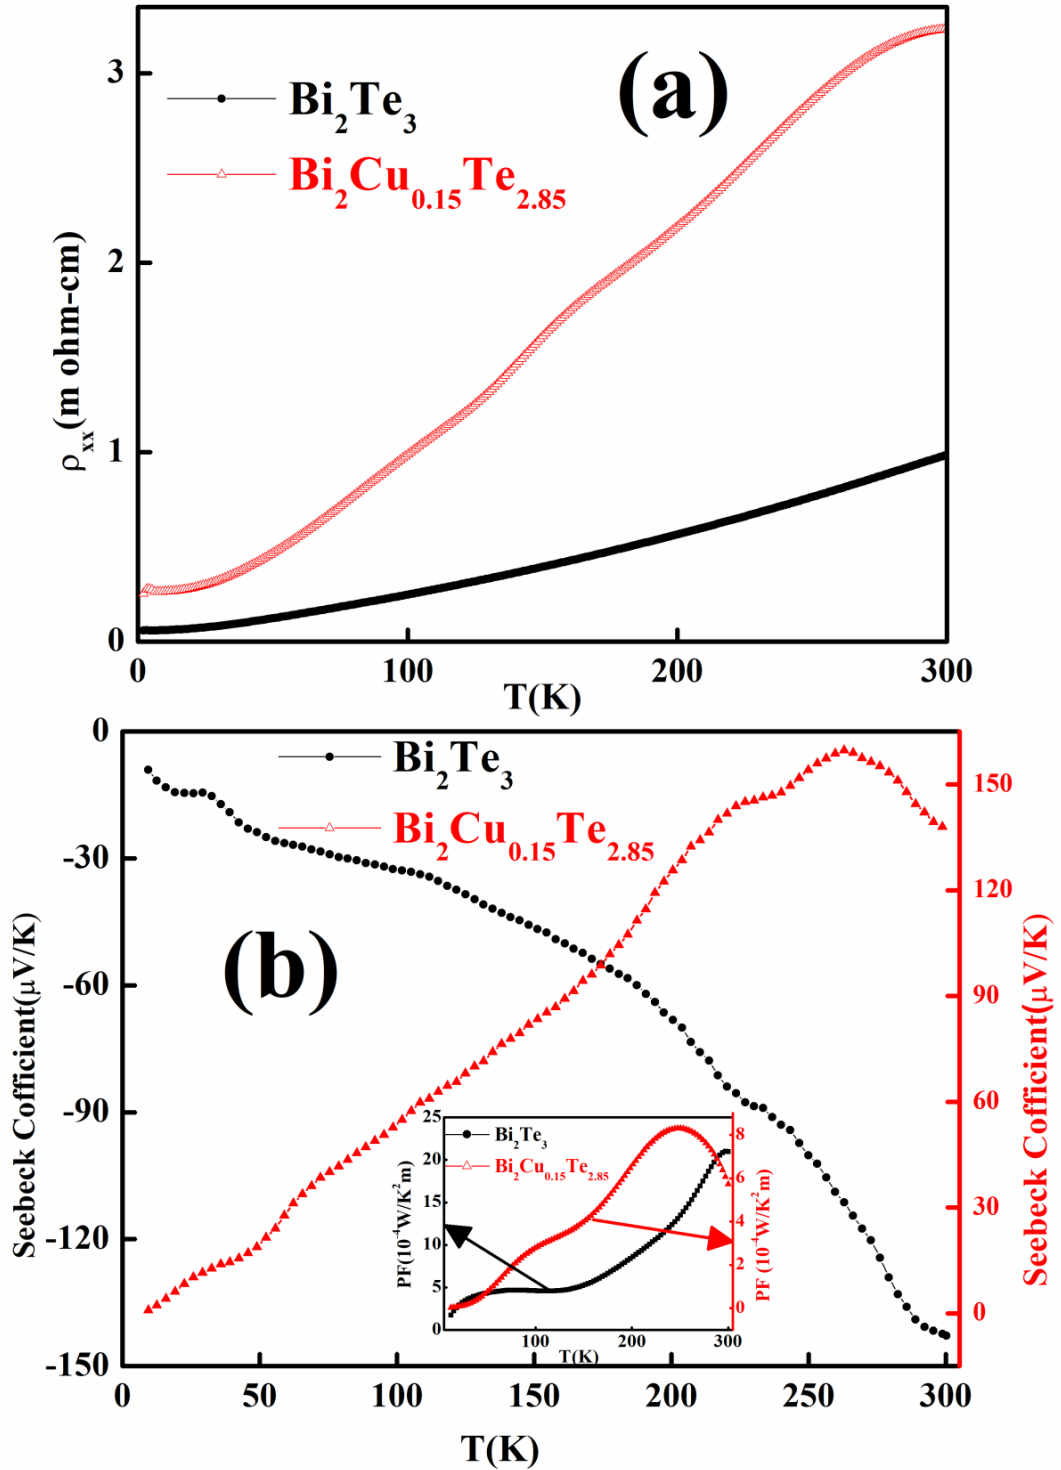 (a)
Bi₂Te₃
Bi₂Cu₀.₁₅Te₂.₈₅
3
2
1
0
ρxx(m ohm-cm)
0 100 200 300
T(K)
(b)
Bi₂Te₃
Bi₂Cu₀.₁₅Te₂.₈₅
0
-30
-60
-90
-120
-150
Seebeck Cofficient(μV/K)
150
120
90
60
30
0
Seebeck Cofficient(μV/K)
25
20
15
10
5
0
PF(10⁻⁴W/K²m)
Bi₂Te₃
Bi₂Cu₀.₁₅Te₂.₈₅
8
6
4
2
0
PF (10⁻⁴W/K²m)
100 200 300
T(K)
0 50 100 150 200 250 300
T(K)